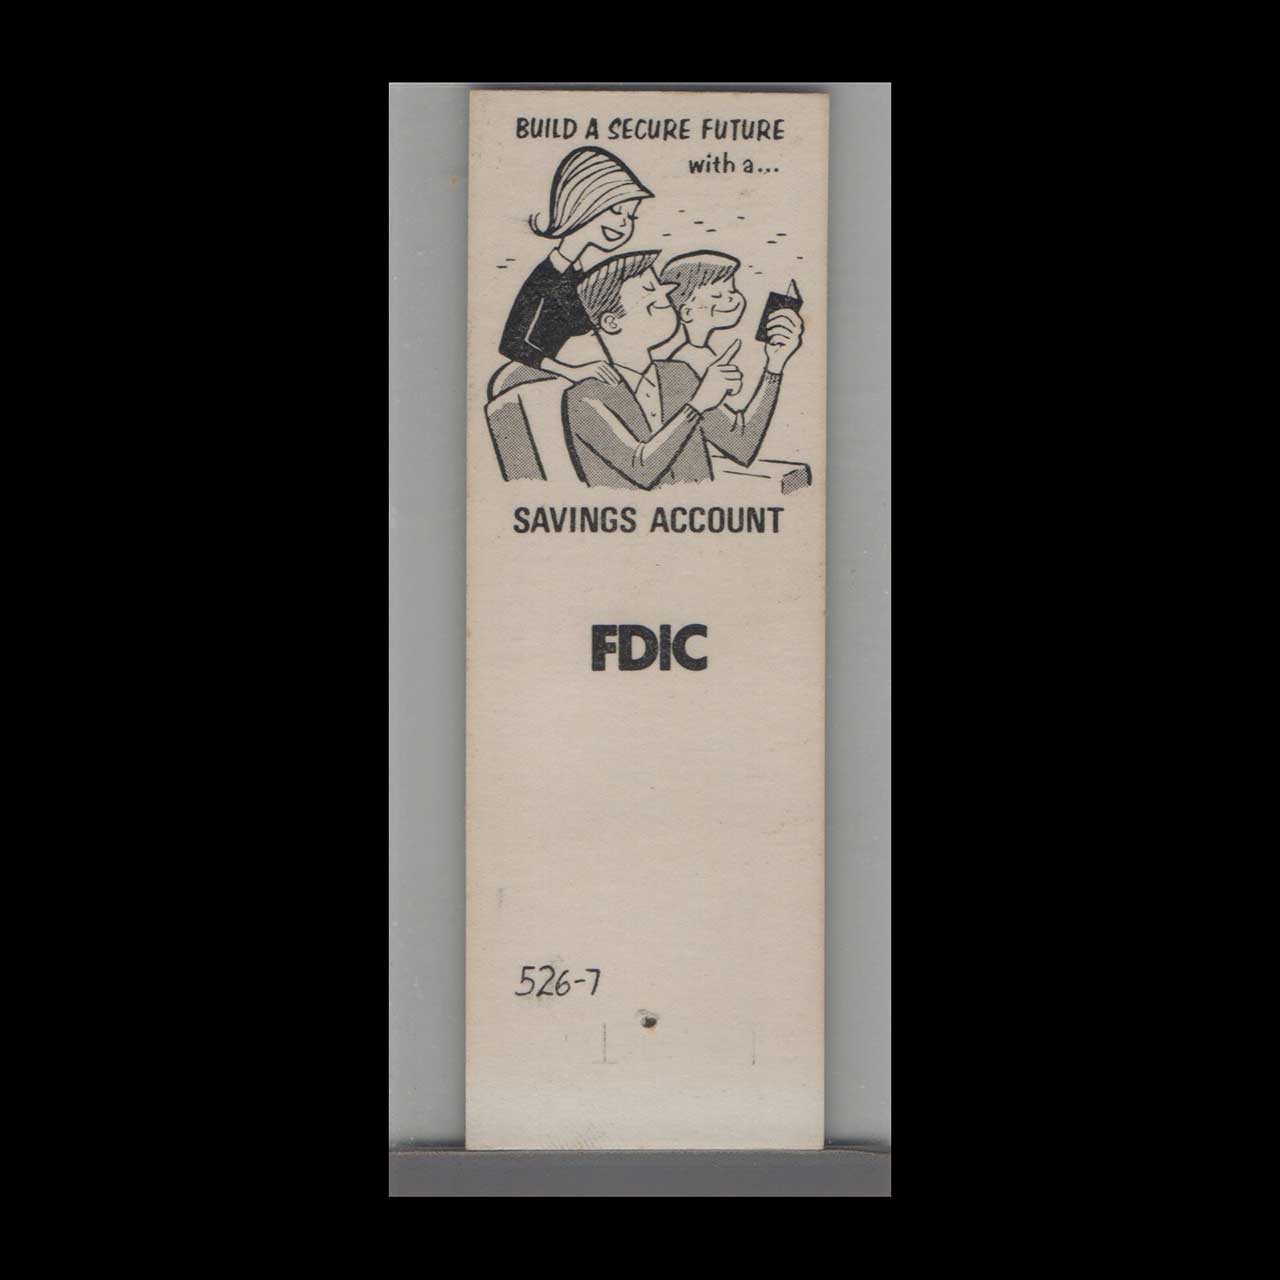 BUILD A SECURE FUTURE
with a...
SAVINGS ACCOUNT
FDIC
526-7